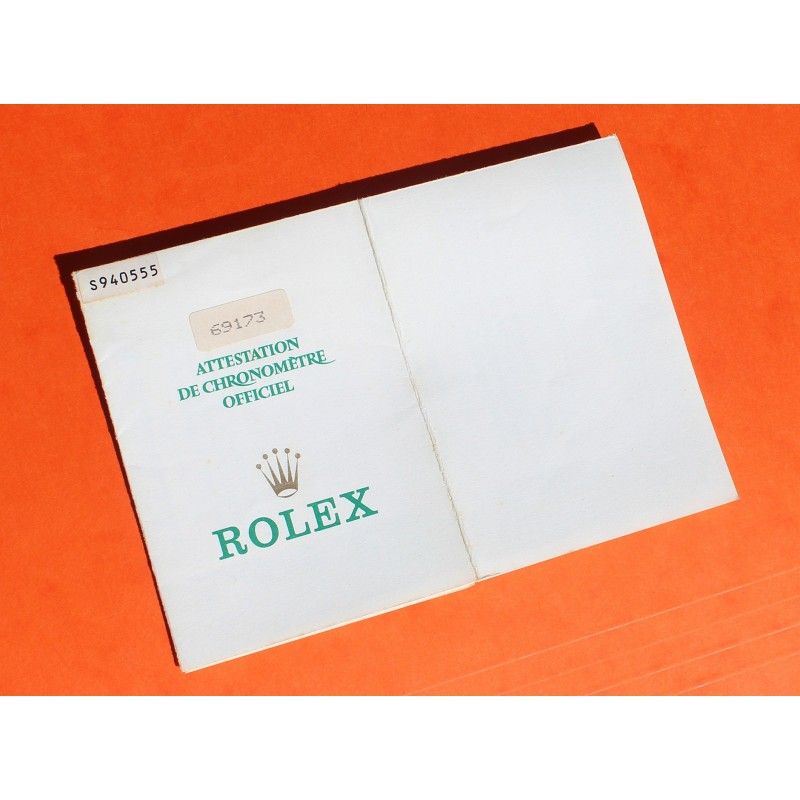 S940555
69173
ATTESTATION
DE CHRONOMÈTRE
OFFICIEL
ROLEX